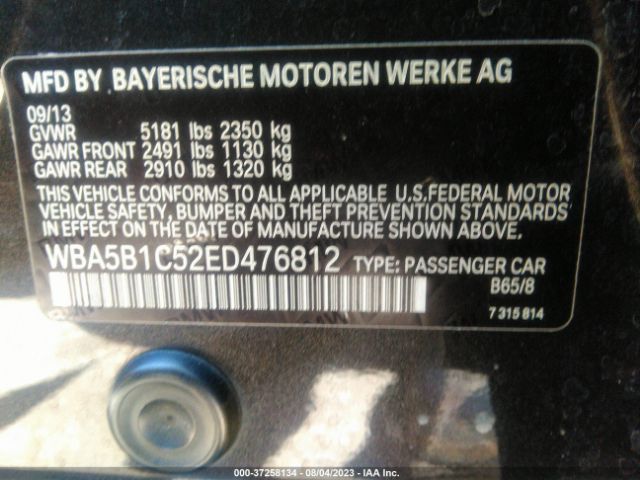 MFD BY BAYERISCHE MOTOREN WERKE AG
09/13
GVWR 5181 lbs 2350 kg
GAWR FRONT 2491 lbs 1130 kg
GAWR REAR 2910 lbs 1320 kg
THIS VEHICLE CONFORMS TO ALL APPLICABLE U.S.FEDERAL MOTOR
VEHICLE SAFETY, BUMPER AND THEFT PREVENTION STANDARDS
IN EFFECT ON THE DATE OF MANUFACTURE SHOWN ABOVE.
WBA5B1C52ED476812 TYPE: PASSENGER CAR
B65/8
7 315 814
000-37258134 - 08/04/2023 - IAA Inc.